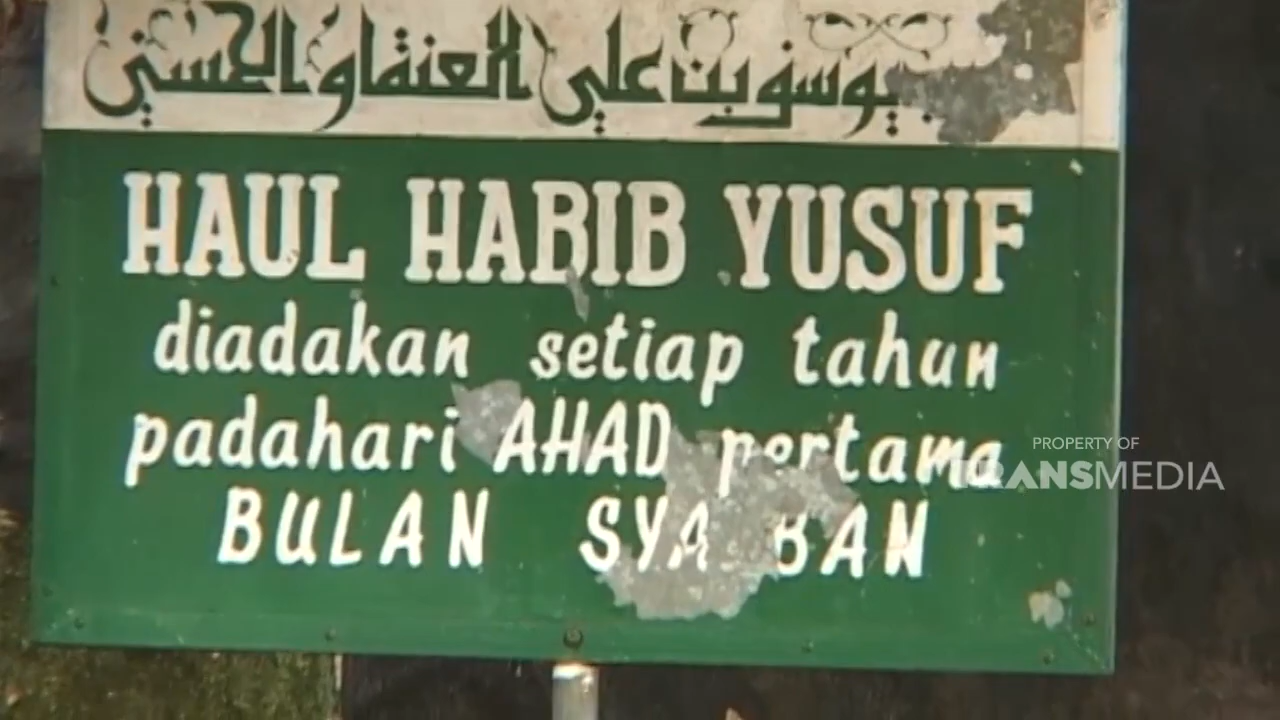 يوسف بن علي العنقاو الحسني
HAUL HABIB YUSUF
diadakan setiap tahun
padahari AHAD pertama
BULAN SYA BAN
PROPERTY OF
TRANSMEDIA